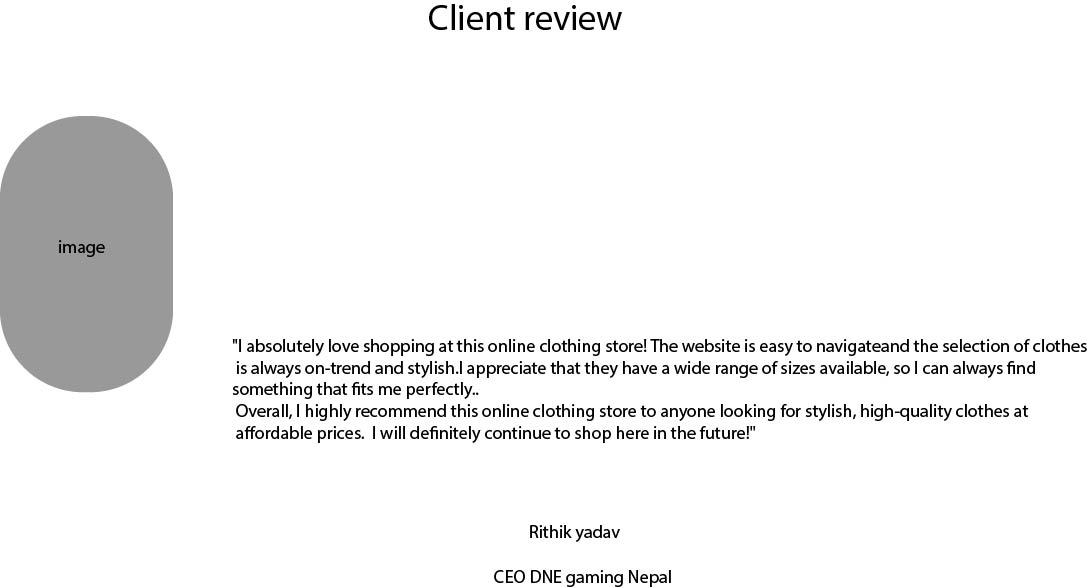 Client review
image
"I absolutely love shopping at this online clothing store! The website is easy to navigateand the selection of clothes
is always on-trend and stylish.I appreciate that they have a wide range of sizes available, so I can always find
something that fits me perfectly..
Overall, I highly recommend this online clothing store to anyone looking for stylish, high-quality clothes at
affordable prices.  I will definitely continue to shop here in the future!"
Rithik yadav
CEO DNE gaming Nepal